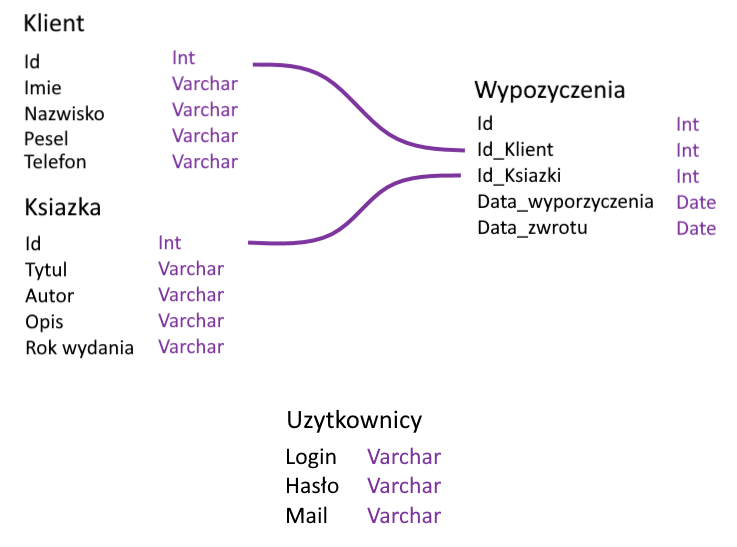 Klient
Id Int
Imie Varchar
Nazwisko Varchar
Pesel Varchar
Telefon Varchar
Ksiazka
Id Int
Tytul Varchar
Autor Varchar
Opis Varchar
Rok wydania Varchar
Wypozyczenia
Id Int
Id_Klient Int
Id_Ksiazki Int
Data_wyporzyczenia Date
Data_zwrotu Date
Uzytkownicy
Login Varchar
Hasło Varchar
Mail Varchar